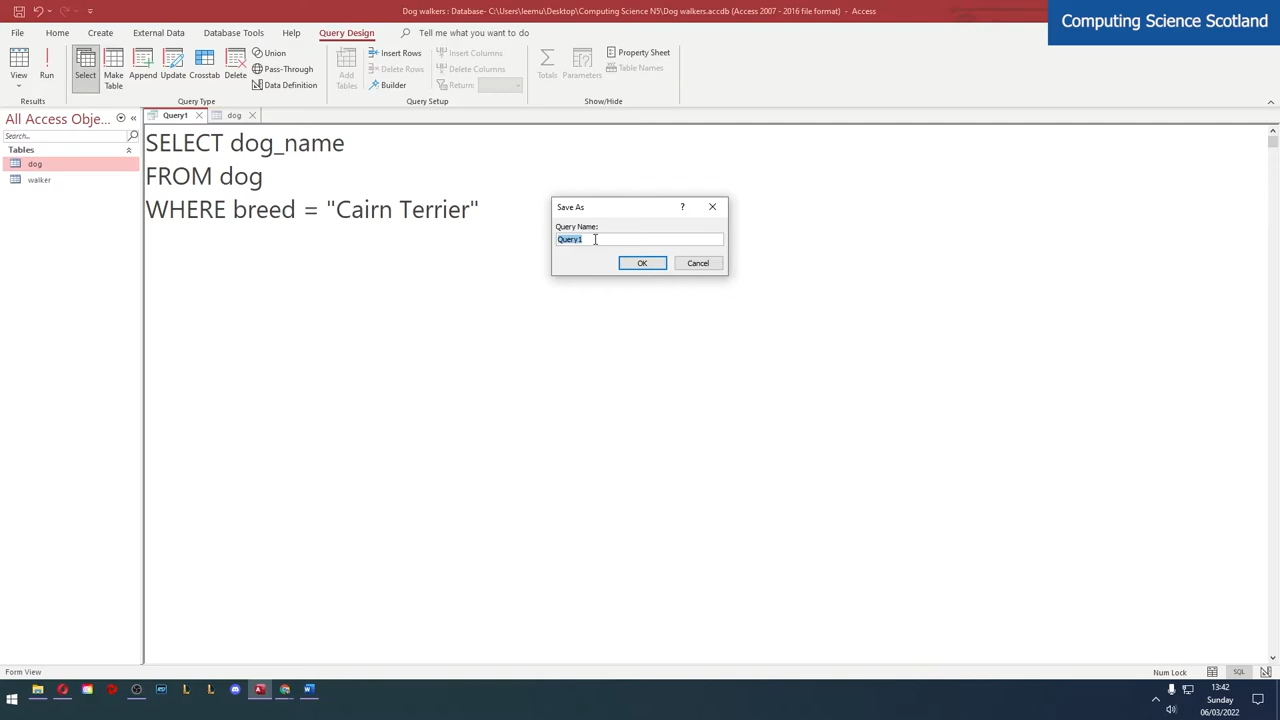 Dog walkers : Database- C:\Users\leemu\Desktop\Computing Science N5\Dog walkers.accdb (Access 2007 - 2016 file format) - Access
Computing Science Scotland
File Home Create External Data Database Tools Help Query Design Tell me what you want to do
View Run Select Make Table Append Update Crosstab Delete
Union
Pass-Through
Data Definition
Add Tables
Insert Rows
Delete Rows
Builder
Insert Columns
Delete Columns
Return:
Totals Parameters
Property Sheet
Table Names
Results Query Type Query Setup Show/Hide
All Access Obje...
Search...
Tables
dog
walker
Query1 dog
SELECT dog_name
FROM dog
WHERE breed = "Cairn Terrier"
Save As ?
Query Name:
Query1
OK Cancel
Form View Num Lock SQL
13:42
Sunday
06/03/2022